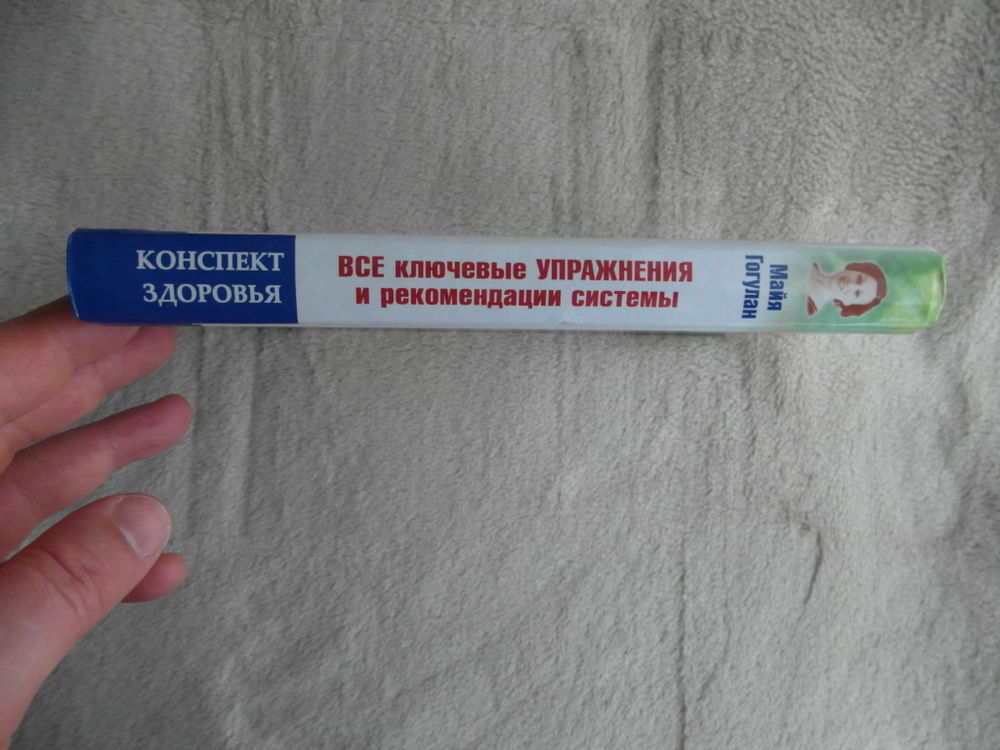 КОНСПЕКТ
ЗДОРОВЬЯ
ВСЕ ключевые УПРАЖНЕНИЯ
и рекомендации системы
Майя
Гогулан